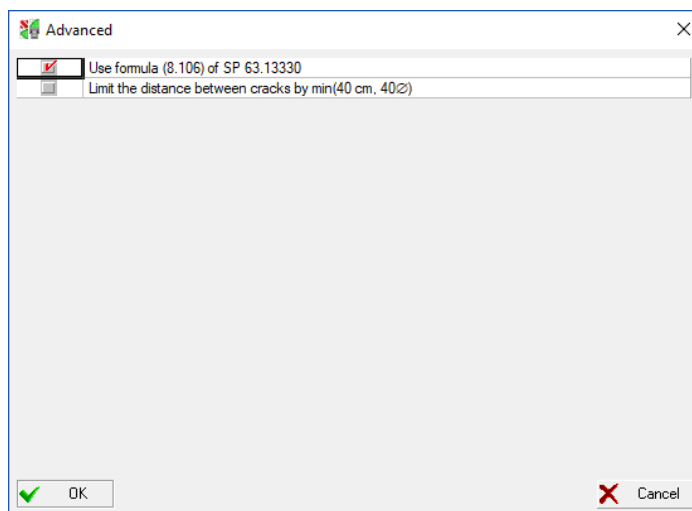 Advanced
Use formula (8.106) of SP 63.13330
Limit the distance between cracks by min(40 cm, 40∅)
OK
Cancel